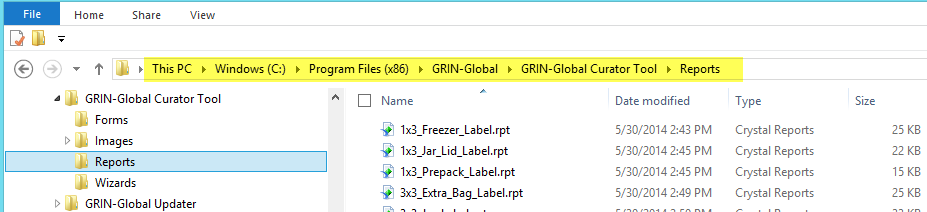 File Home Share View
This PC Windows (C:) Program Files (x86) GRIN-Global GRIN-Global Curator Tool Reports
GRIN-Global Curator Tool
Forms
Images
Reports
Wizards
GRIN-Global Updater
Name Date modified Type Size
1x3_Freezer_Label.rpt 5/30/2014 2:43 PM Crystal Reports 25 KB
1x3_Jar_Lid_Label.rpt 5/30/2014 2:45 PM Crystal Reports 22 KB
1x3_Prepack_Label.rpt 5/30/2014 2:45 PM Crystal Reports 15 KB
3x3_Extra_Bag_Label.rpt 5/30/2014 2:49 PM Crystal Reports 25 KB